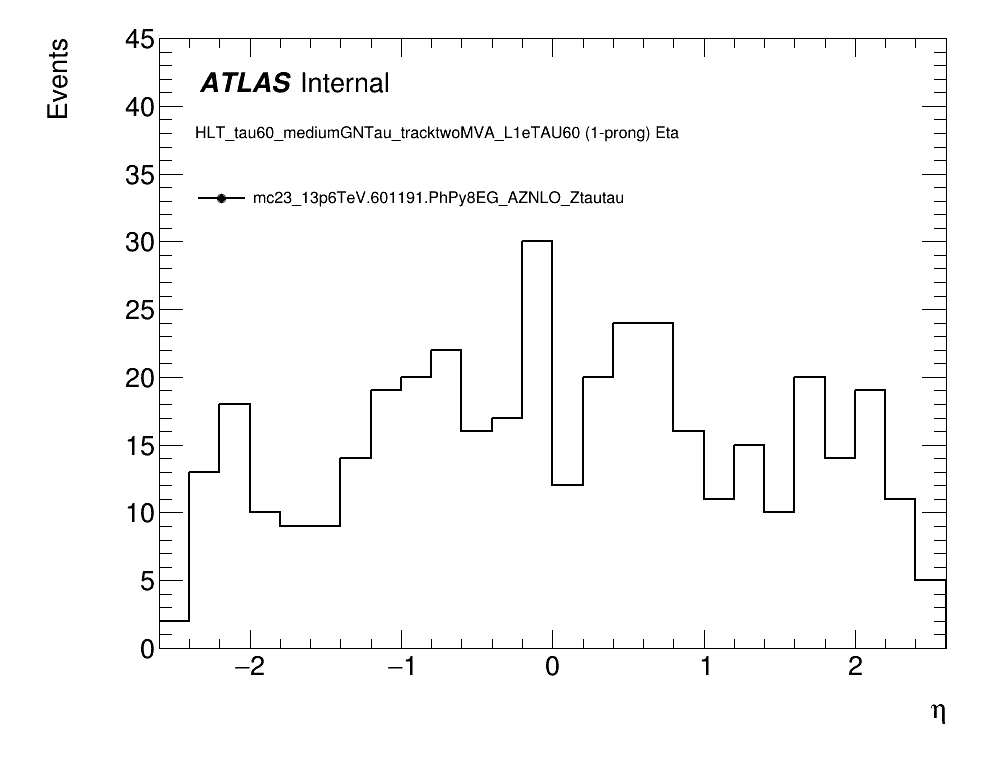 Events
45
ATLAS Internal
40
HLT_tau60_mediumGNTau_tracktwoMVA_L1eTAU60 (1-prong) Eta
35
mc23_13p6TeV.601191.PhPy8EG_AZNLO_Ztautau
30
25
20
15
10
5
0
−2 −1 0 1 2
η